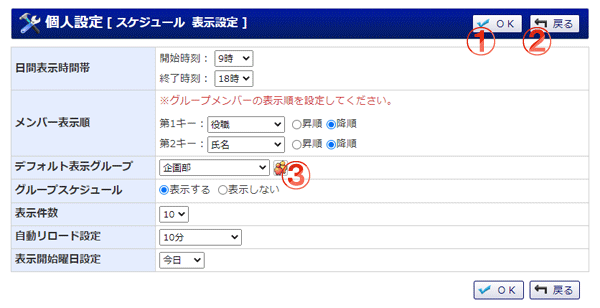 個人設定 [ スケジュール 表示設定 ]
OK 戻る
① ②
日間表示時間帯
開始時刻： 9時
終了時刻： 18時
メンバー表示順
※グループメンバーの表示順を設定してください。
第1キー： 役職 昇順 降順
第2キー： 氏名 昇順 降順
デフォルト表示グループ 企画部
③
グループスケジュール 表示する 表示しない
表示件数 10
自動リロード設定 10分
表示開始曜日設定 今日
OK 戻る